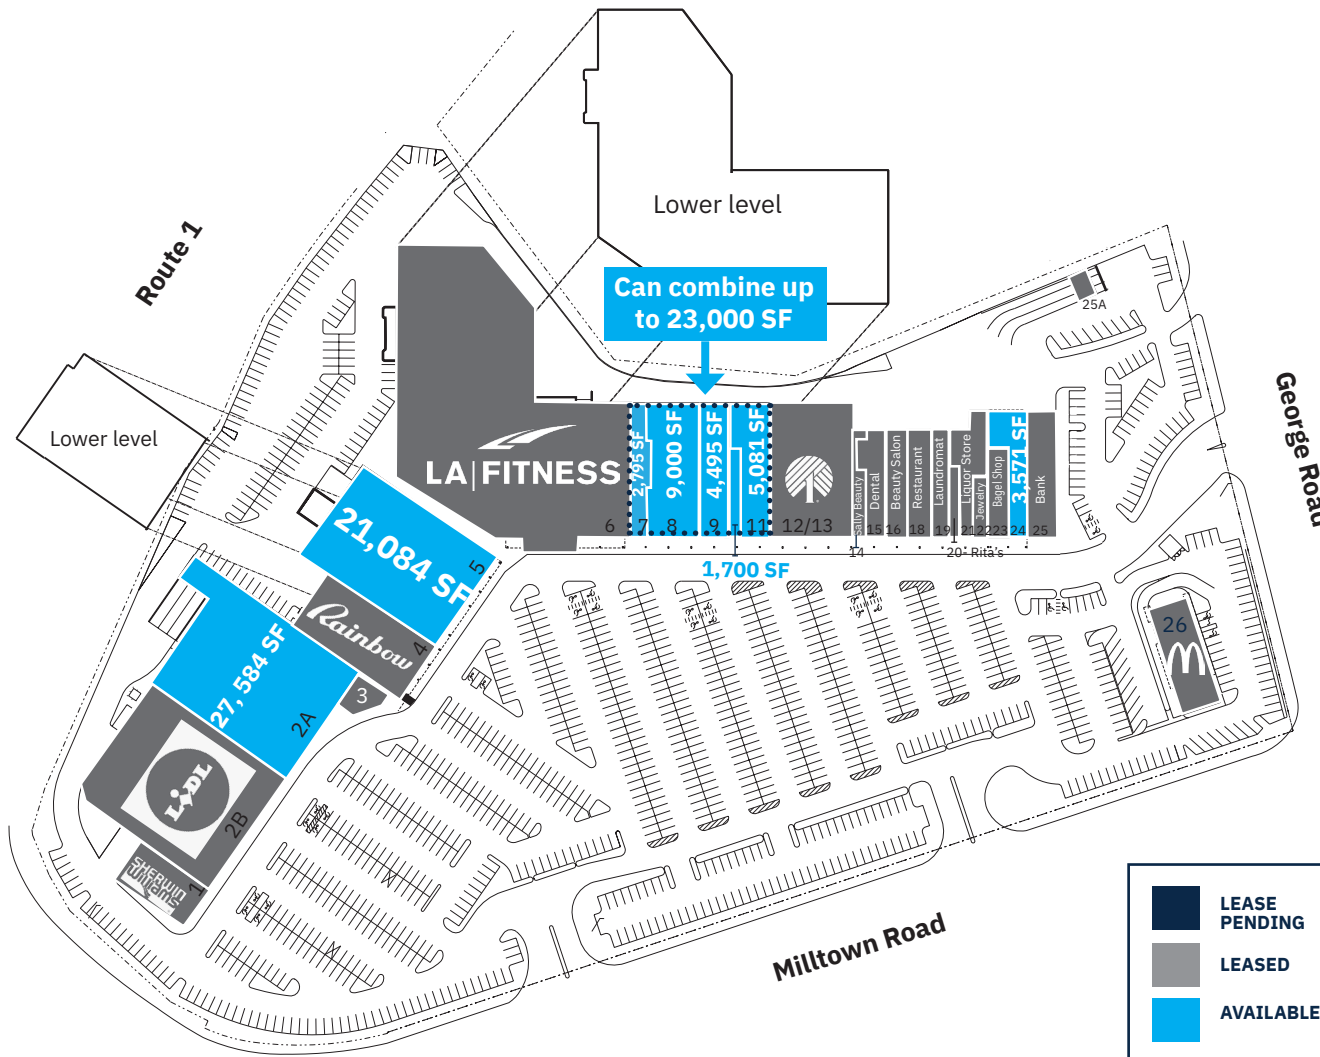 Lower level
Route 1
Can combine up
to 23,000 SF
25A
George Road
Lower level
LA FITNESS
6
2,795 SF
7
9,000 SF
8
4,495 SF
9
5,081 SF
11
1,700 SF
12/13
1
Sally Beauty
14
Dental
15
Beauty Salon
16
Restaurant
18
Laundromat
19
20- Rita's
Liquor Store
21
Jewelry
22
Bagel Shop
23
3,571 SF
24
Bank
25
21,084 SF
5
Rainbow
4
3
27,584 SF
2A
LIDL
2B
SHERWIN
WILLIAMS
1
26
Milltown Road
LEASE
PENDING
LEASED
AVAILABLE